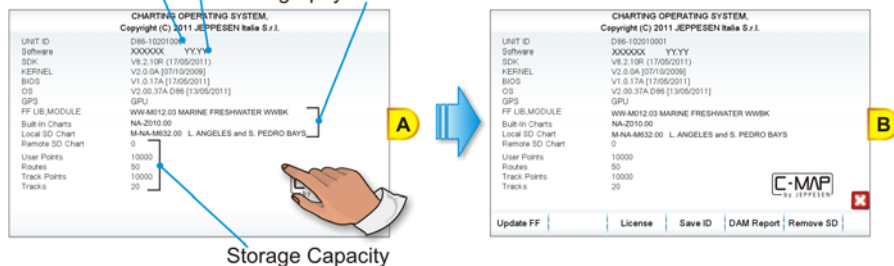 CHARTING OPERATING SYSTEM,
Copyright (C) 2011 JEPPESEN Italia S.r.l.
UNIT ID D86-10201000
Software XXXXXX YY.YY
SDK V8.2.10R (17/05/2011)
KERNEL V2.0.0A [07/10/2009]
BIOS V1.0.17A [17/05/2011]
OS V2.00.37A D86 [13/05/2011]
GPS GPU
FF LIB,MODULE WW-M012.03 MARINE FRESHWATER WWBK
Built-In Charts NA-Z010.00
Local SD Chart M-NA-M632.00 L. ANGELES and S. PEDRO BAYS
Remote SD Chart 0
User Points 10000
Routes 50
Track Points 10000
Tracks 20
A
Storage Capacity
CHARTING OPERATING SYSTEM,
Copyright (C) 2011 JEPPESEN Italia S.r.l.
UNIT ID D86-102010001
Software XXXXXX YY.YY
SDK V8.2.10R (17/05/2011)
KERNEL V2.0.0A [07/10/2009]
BIOS V1.0.17A [17/05/2011]
OS V2.00.37A D86 [13/05/2011]
GPS GPU
FF LIB,MODULE WW-M012.03 MARINE FRESHWATER WWBK
Built-In Charts NA-Z010.00
Local SD Chart M-NA-M632.00 L. ANGELES and S. PEDRO BAYS
Remote SD Chart 0
User Points 10000
Routes 50
Track Points 10000
Tracks 20
C-MAP
by JEPPESEN
B
Update FF License Save ID DAM Report Remove SD